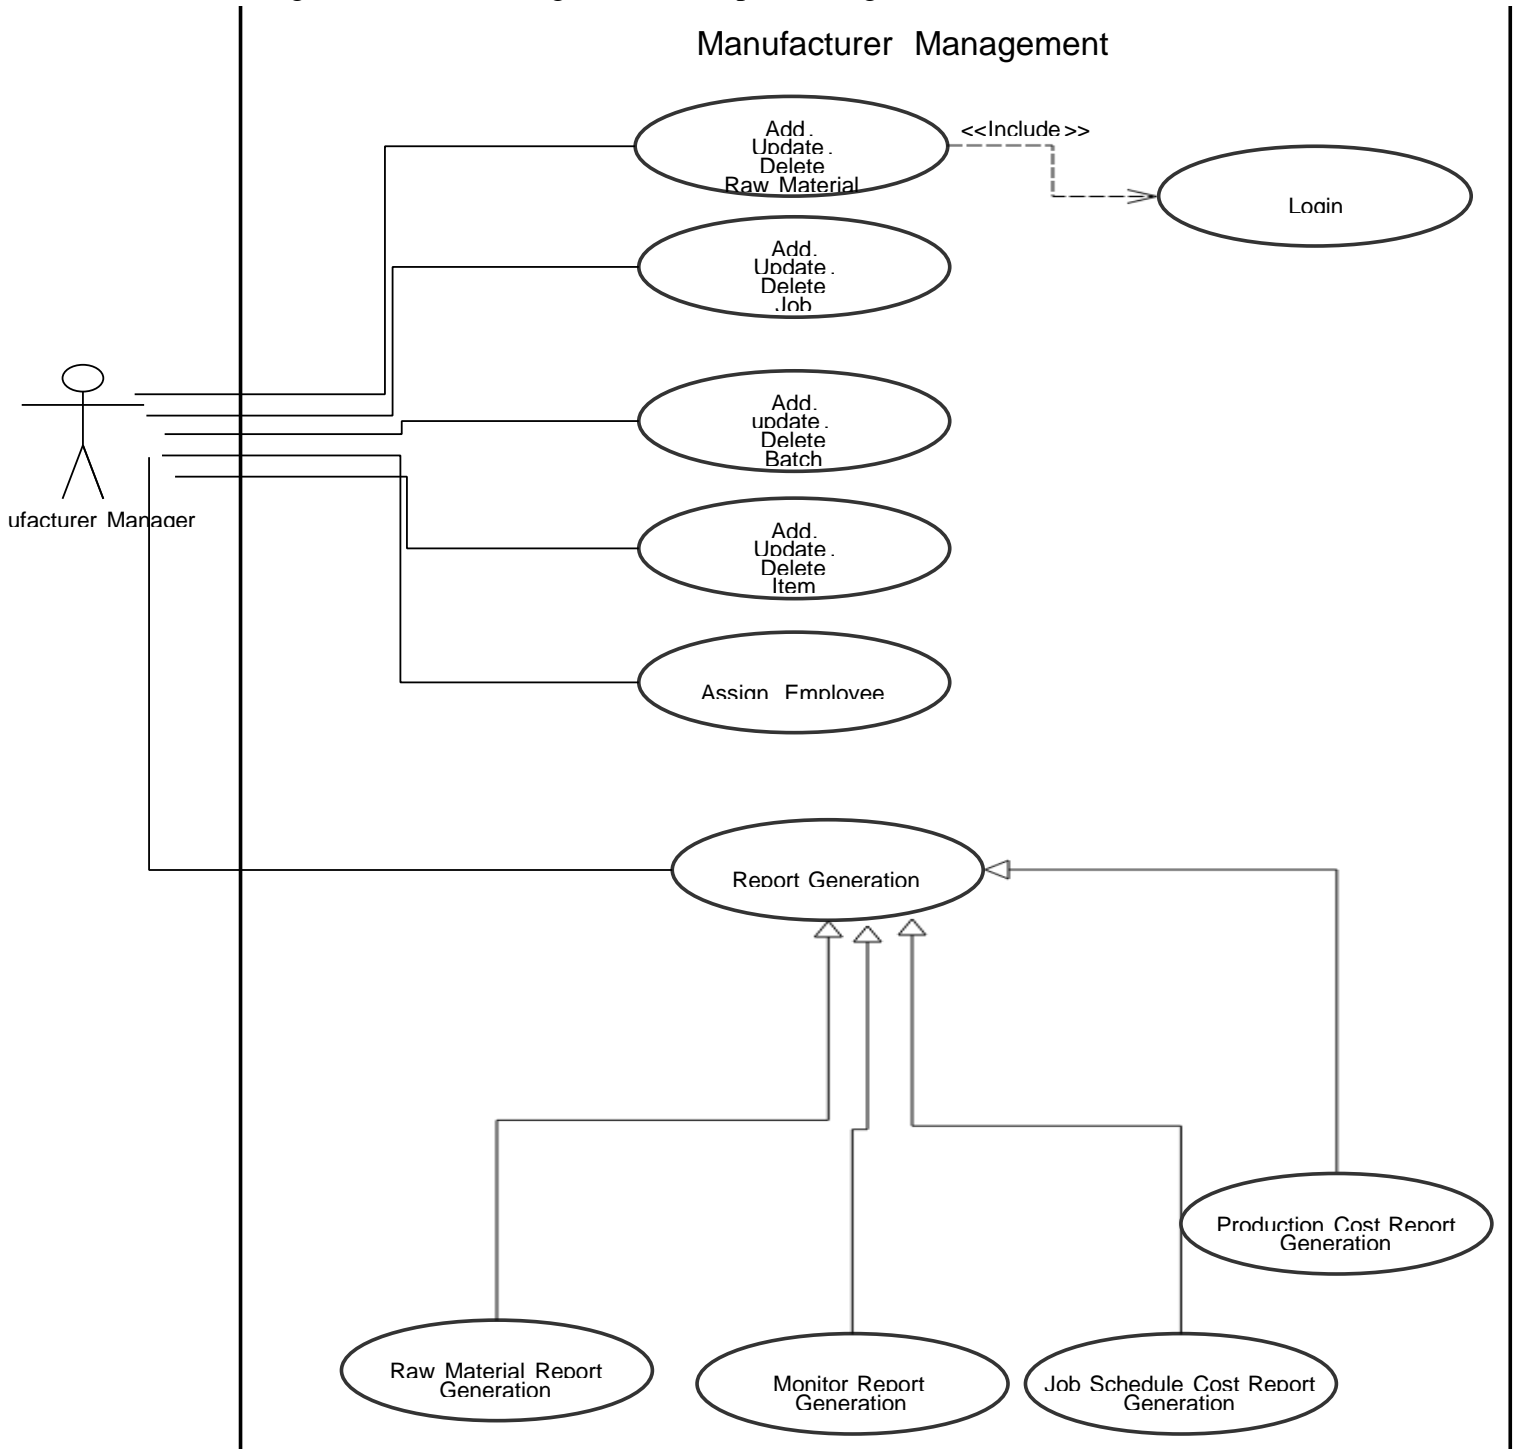 Manufacturer Management
Add,
Update,
Delete
Raw Material
<<Include>>
Login
Add,
Update,
Delete
Job
Add,
update,
Delete
Batch
ufacturer Manager
Add,
Update,
Delete
Item
Assign Employee
Report Generation
Production Cost Report
Generation
Raw Material Report
Generation
Monitor Report
Generation
Job Schedule Cost Report
Generation